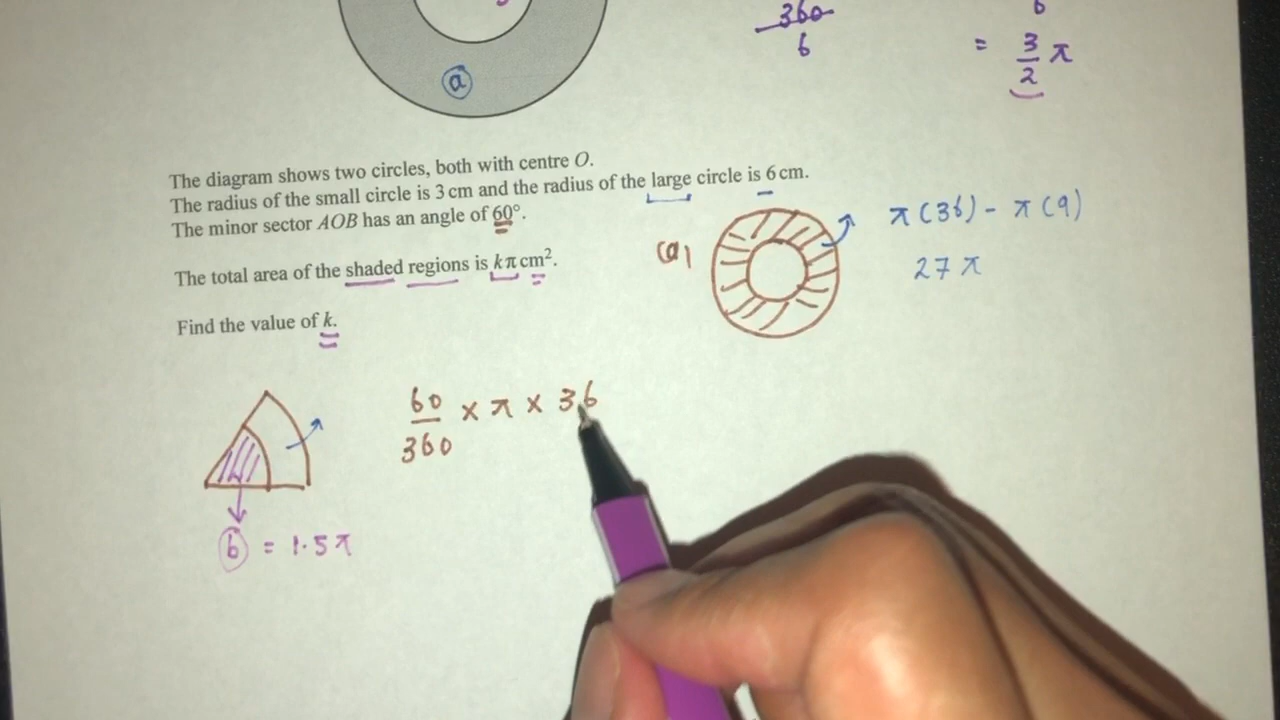 360
6
6
= 3/2 π
a
The diagram shows two circles, both with centre O.
The radius of the small circle is 3 cm and the radius of the large circle is 6 cm.
The minor sector AOB has an angle of 60°.
The total area of the shaded regions is kπ cm².
Find the value of k.
(a)
π(36) - π(9)
27π
60/360 × π × 36
b = 1.5π